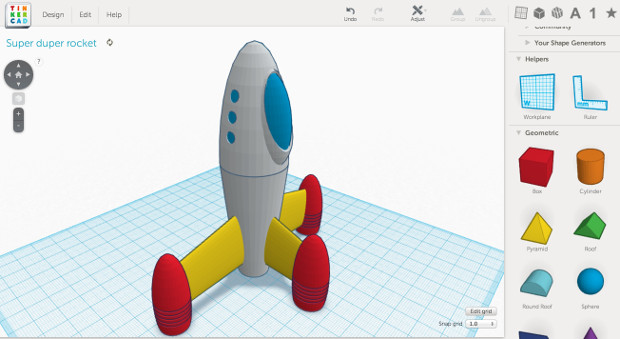 TIN
KER
CAD
Design
Edit
Help
Undo
Redo
Adjust
Group
Ungroup
A
1
Community
Super duper rocket
?
Your Shape Generators
Helpers
W
mm
Workplane
Ruler
Geometric
Box
Cylinder
Pyramid
Roof
Round Roof
Sphere
+
-
Edit grid
Snap grid 1.0